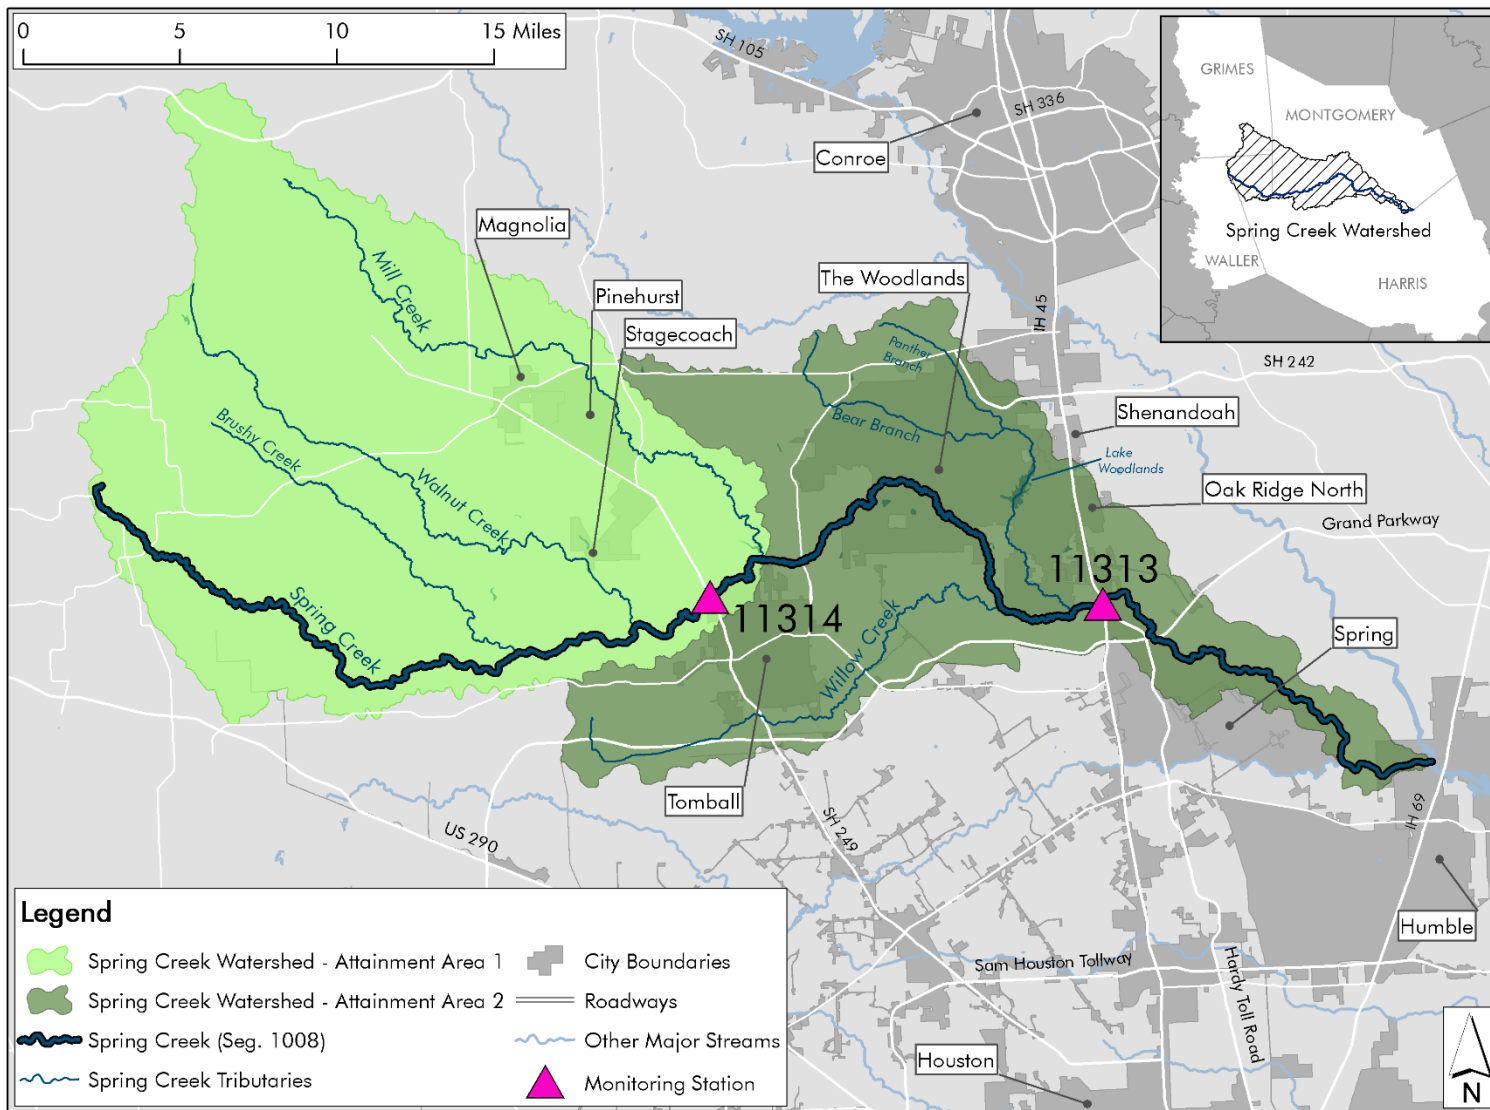 0 5 10 15 Miles
SH 105
SH 336
Conroe
GRIMES
MONTGOMERY
Spring Creek Watershed
WALLER
HARRIS
Magnolia
Mill Creek
Pinehurst
Stagecoach
The Woodlands
IH 45
Panther
Branch
SH 242
Bear Branch
Shenandoah
Brushy Creek
Walnut Creek
Lake
Woodlands
Oak Ridge North
Grand Parkway
11313
Spring Creek
11314
Willow Creek
Spring
Tomball
SH 249
IH 69
US 290
Humble
Sam Houston Tollway
Hardy Toll Road
Houston
Legend
Spring Creek Watershed - Attainment Area 1
Spring Creek Watershed - Attainment Area 2
Spring Creek (Seg. 1008)
Spring Creek Tributaries
City Boundaries
Roadways
Other Major Streams
Monitoring Station
N